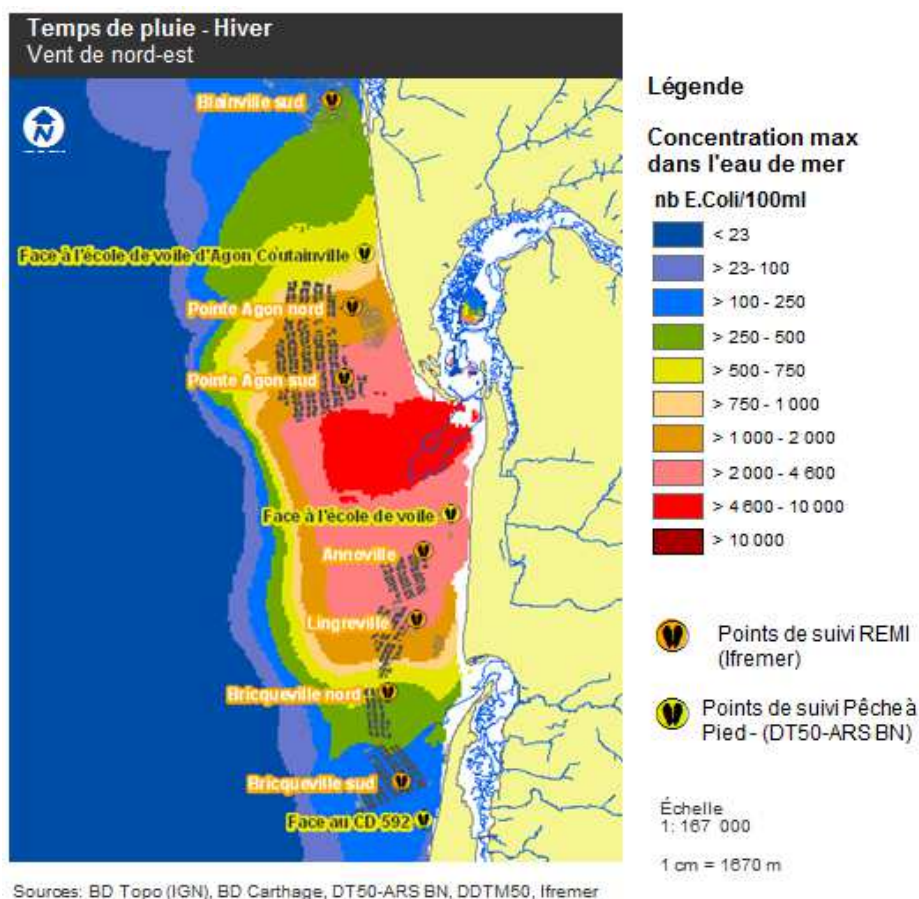 Temps de pluie - Hiver
Vent de nord-est
N
Blainville sud
Face à l'école de voile d'Agon Coutainville
Pointe Agon nord
Pointe Agon sud
Face à l'école de voile
Annoville
Lingreville
Bricqueville nord
Bricqueville sud
Face au CD 592
Légende
Concentration max
dans l'eau de mer
nb E.Coli/100ml
< 23
> 23- 100
> 100 - 250
> 250 - 500
> 500 - 750
> 750 - 1 000
> 1 000 - 2 000
> 2 000 - 4 600
> 4 600 - 10 000
> 10 000
Points de suivi REMI
(Ifremer)
Points de suivi Pêche à
Pied - (DT50-ARS BN)
Échelle
1: 167 000
1 cm = 1670 m
Sources: BD Topo (IGN), BD Carthage, DT50-ARS BN, DDTM50, Ifremer